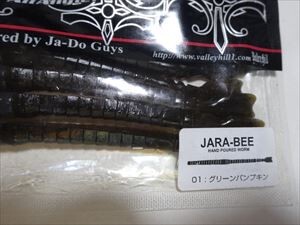 red by Ja-Do Guys
http://www.valleyhill1.com
JARA-BEE
HAND POURED WORM
01：グリーンパンプキン